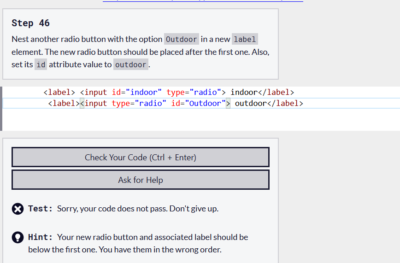 Step 46
Nest another radio button with the option Outdoor in a new label
element. The new radio button should be placed after the first one. Also,
set its id attribute value to outdoor.
<label> <input id="indoor" type="radio"> indoor</label>
<label><input type="radio" id="Outdoor"> outdoor</label>
Check Your Code (Ctrl + Enter)
Ask for Help
Test: Sorry, your code does not pass. Don't give up.
Hint: Your new radio button and associated label should be
below the first one. You have them in the wrong order.